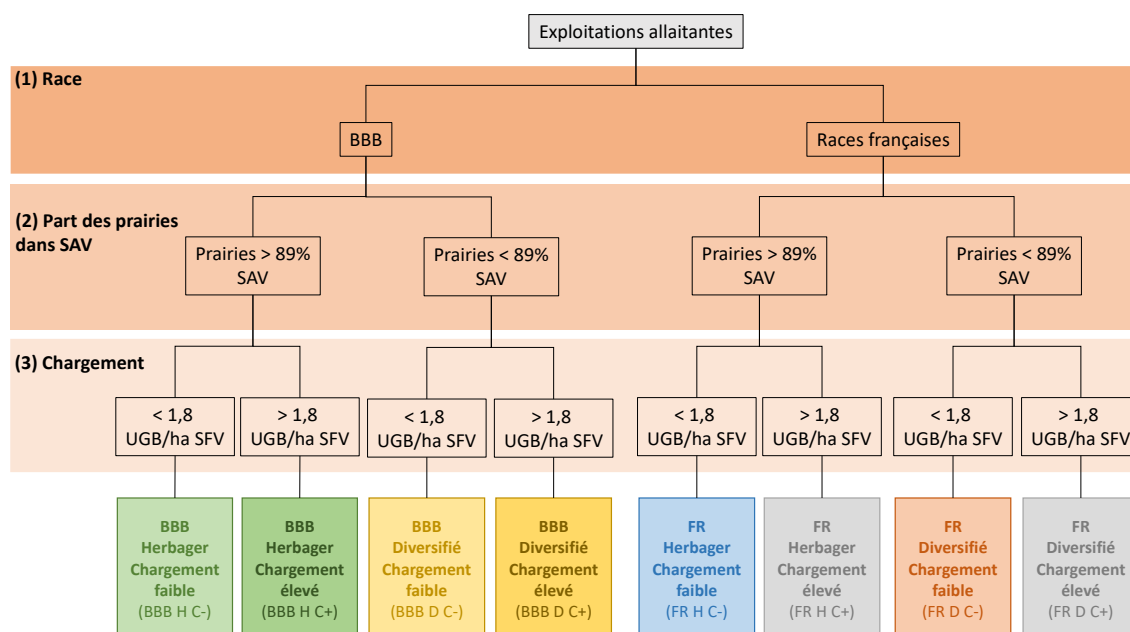 Exploitations allaitantes
(1) Race
BBB
Races françaises
(2) Part des prairies
dans SAV
Prairies > 89%
SAV
Prairies < 89%
SAV
Prairies > 89%
SAV
Prairies < 89%
SAV
(3) Chargement
< 1,8
UGB/ha SFV
> 1,8
UGB/ha SFV
< 1,8
UGB/ha SFV
> 1,8
UGB/ha SFV
< 1,8
UGB/ha SFV
> 1,8
UGB/ha SFV
< 1,8
UGB/ha SFV
> 1,8
UGB/ha SFV
BBB
Herbager
Chargement
faible
(BBB H C-)
BBB
Herbager
Chargement
élevé
(BBB H C+)
BBB
Diversifié
Chargement
faible
(BBB D C-)
BBB
Diversifié
Chargement
élevé
(BBB D C+)
FR
Herbager
Chargement
faible
(FR H C-)
FR
Herbager
Chargement
élevé
(FR H C+)
FR
Diversifié
Chargement
faible
(FR D C-)
FR
Diversifié
Chargement
élevé
(FR D C+)